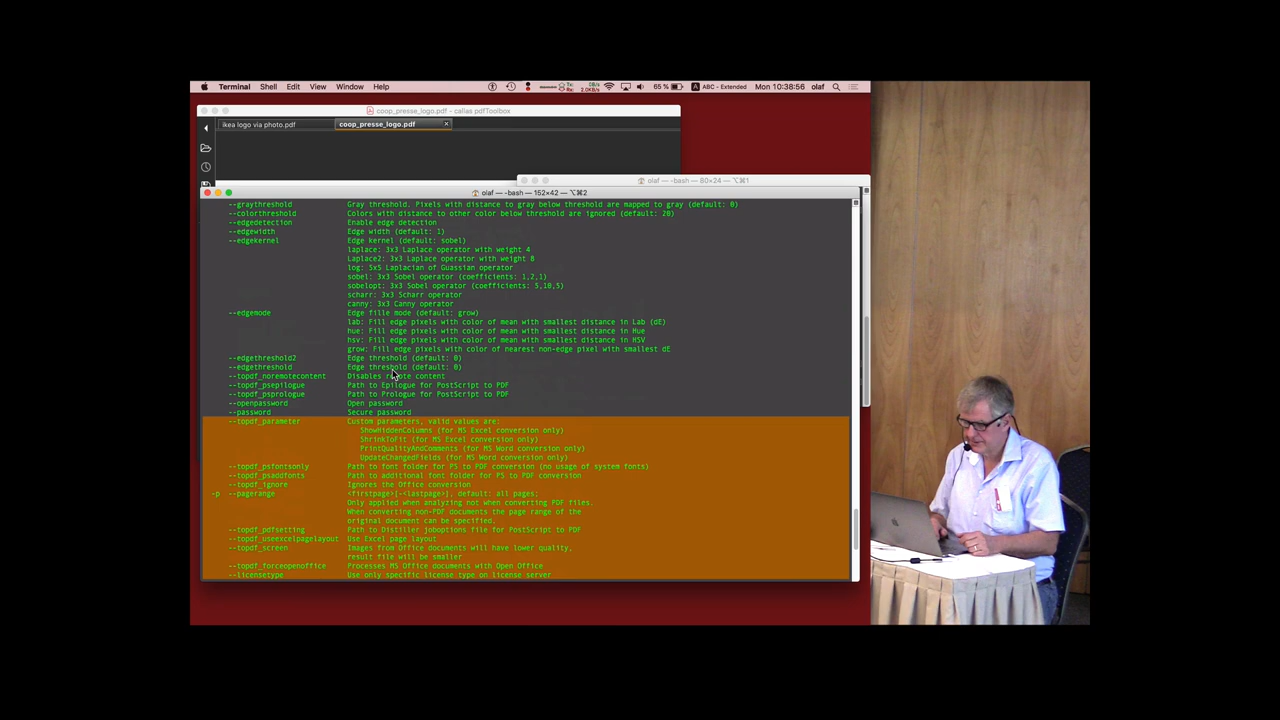 Terminal Shell Edit View Window Help 65 % ABC - Extended Mon 10:38:56 olaf
coop_presse_logo.pdf - callas pdfToolbox
ikea logo via photo.pdf coop_presse_logo.pdf ×
olaf — -bash — 80×24 — ⌥⌘1
olaf — -bash — 152×42 — ⌥⌘2
--graythreshold Gray threshold. Pixels with distance to gray below threshold are mapped to gray (default: 0)
--colorthreshold Colors with distance to other color below threshold are ignored (default: 20)
--edgedetection Enable edge detection
--edgewidth Edge width (default: 1)
--edgekernel Edge kernel (default: sobel)
laplace: 3x3 Laplace operator with weight 4
Laplace2: 3x3 Laplace operator with weight 8
log: 5x5 Laplacian of Guassian operator
sobel: 3x3 Sobel operator (coefficients: 1,2,1)
sobelopt: 3x3 Sobel operator (coefficients: 5,10,5)
scharr: 3x3 Scharr operator
canny: 3x3 Canny operator
--edgemode Edge fille mode (default: grow)
lab: Fill edge pixels with color of mean with smallest distance in Lab (dE)
hue: Fill edge pixels with color of mean with smallest distance in Hue
hsv: Fill edge pixels with color of mean with smallest distance in HSV
grow: Fill edge pixels with color of nearest non-edge pixel with smallest dE
--edgethreshold2 Edge threshold (default: 0)
--edgethreshold Edge threshold (default: 0)
--topdf_noremotecontent Disables remote content
--topdf_psepilogue Path to Epilogue for PostScript to PDF
--topdf_psprologue Path to Prologue for PostScript to PDF
--openpassword Open password
--password Secure password
--topdf_parameter Custom parameters, valid values are:
ShowHiddenColumns (for MS Excel conversion only)
ShrinkToFit (for MS Excel conversion only)
PrintQualityAndComments (for MS Word conversion only)
UpdateChangedFields (for MS Word conversion only)
--topdf_psfontsonly Path to font folder for PS to PDF conversion (no usage of system fonts)
--topdf_psaddfonts Path to additional font folder for PS to PDF conversion
--topdf_ignore Ignores the Office conversion
-p --pagerange <firstpage>[-<lastpage>], default: all pages;
Only applied when analyzing not when converting PDF files.
When converting non-PDF documents the page range of the
original document can be specified.
--topdf_pdfsetting Path to Distiller joboptions file for PostScript to PDF
--topdf_useexcelpagelayout Use Excel page layout
--topdf_screen Images from Office documents will have lower quality,
result file will be smaller
--topdf_forceopenoffice Processes MS Office documents with Open Office
--licensetype Use only specific license type on license server